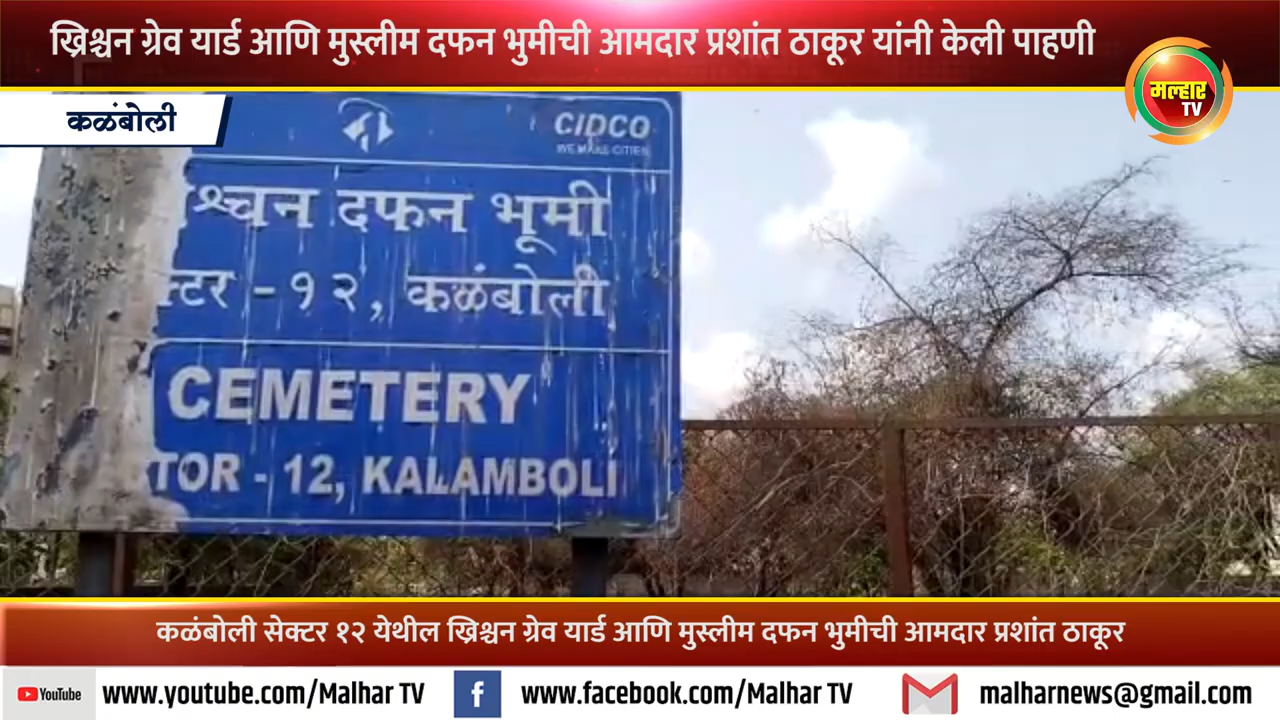 ख्रिश्चन ग्रेव यार्ड आणि मुस्लीम दफन भुमीची आमदार प्रशांत ठाकूर यांनी केली पाहणी
मल्हार
TV
कळंबोली
CIDCO
WE MAKE CITIES
श्चन दफन भूमी
क्टर - १२, कळंबोली
CEMETERY
TOR - 12, KALAMBOLI
कळंबोली सेक्टर १२ येथील ख्रिश्चन ग्रेव यार्ड आणि मुस्लीम दफन भुमीची आमदार प्रशांत ठाकूर
YouTube www.youtube.com/Malhar TV www.facebook.com/Malhar TV malharnews@gmail.com